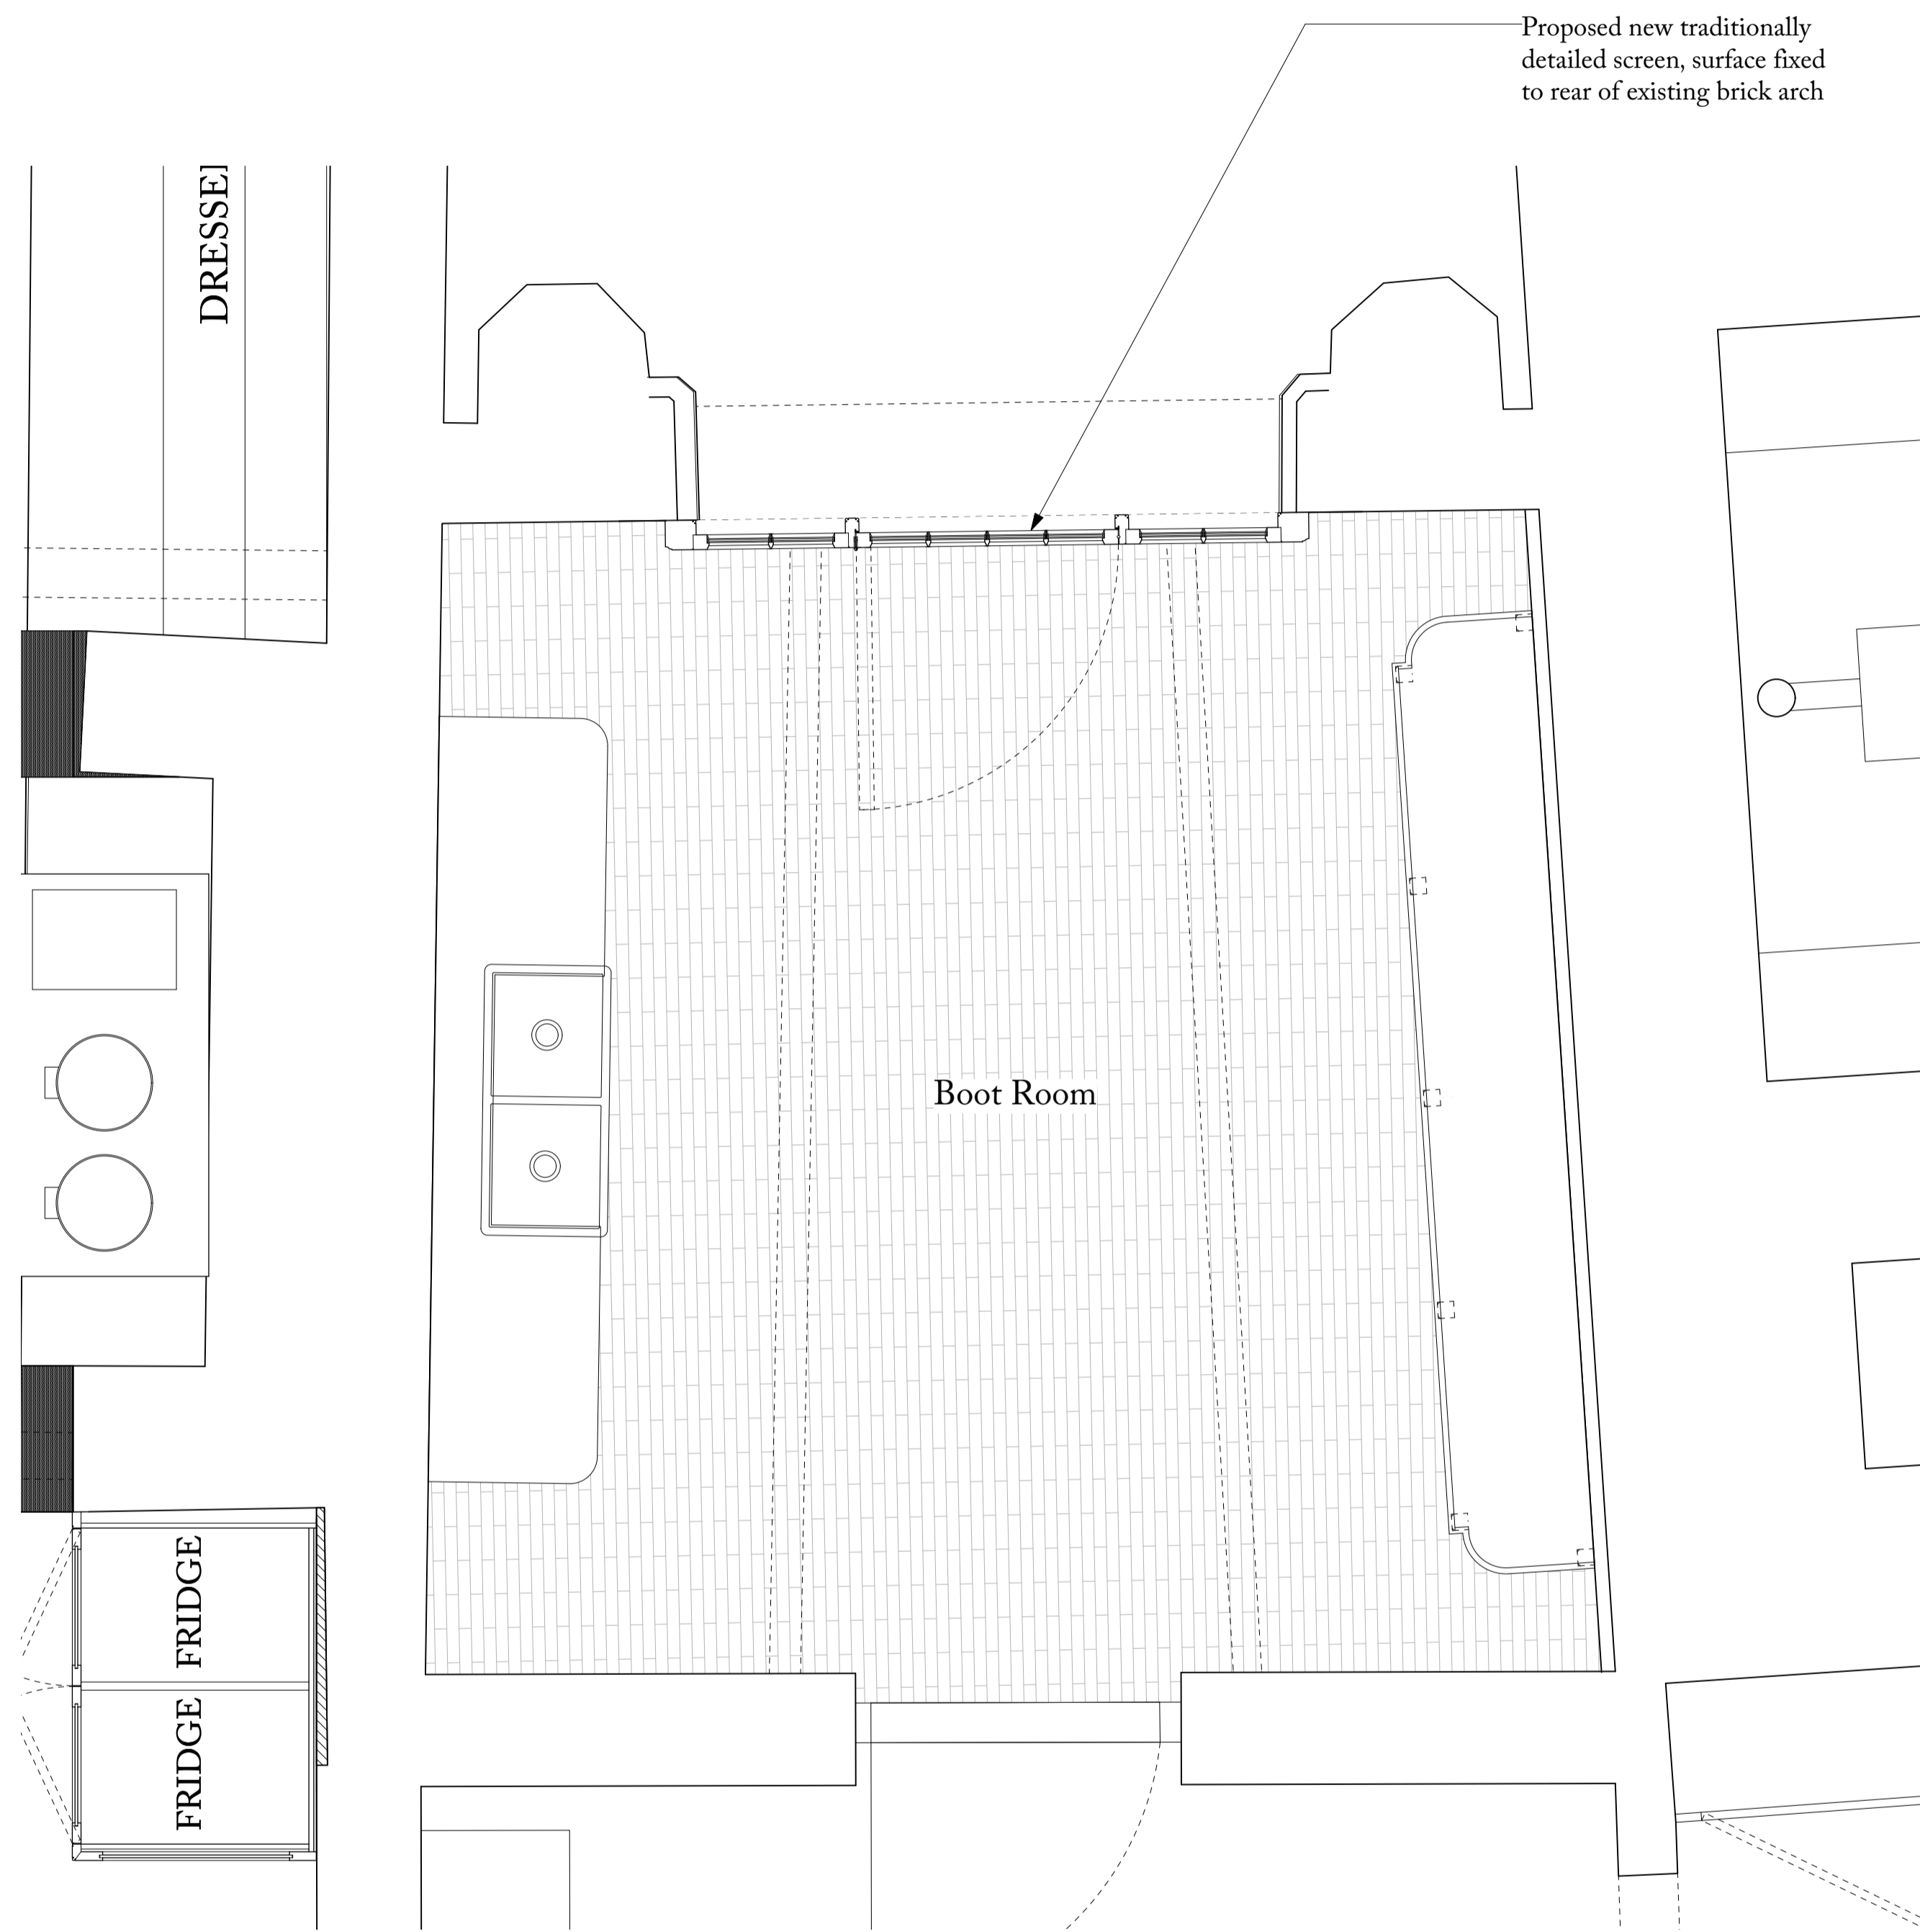 Proposed new traditionally
detailed screen, surface fixed
to rear of existing brick arch
DRESSE
Boot Room
FRIDGE
FRIDGE